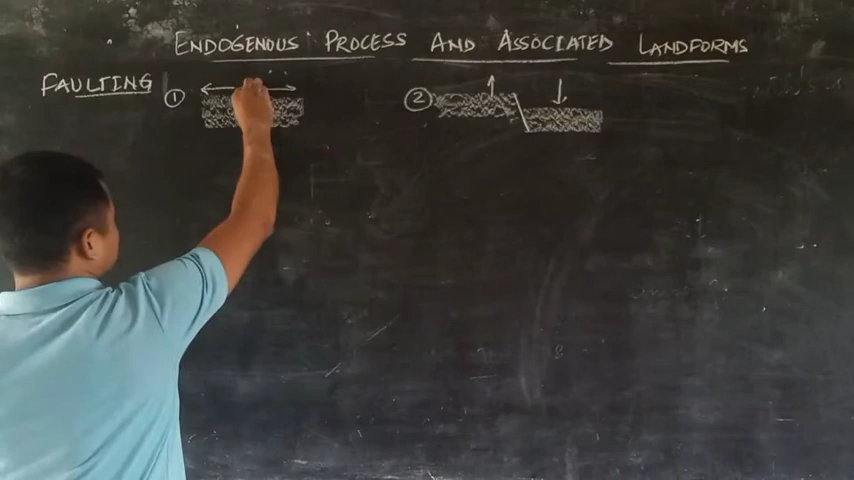 ENDOGENOUS PROCESS AND ASSOCIATED LANDFORMS
FAULTING
1
2